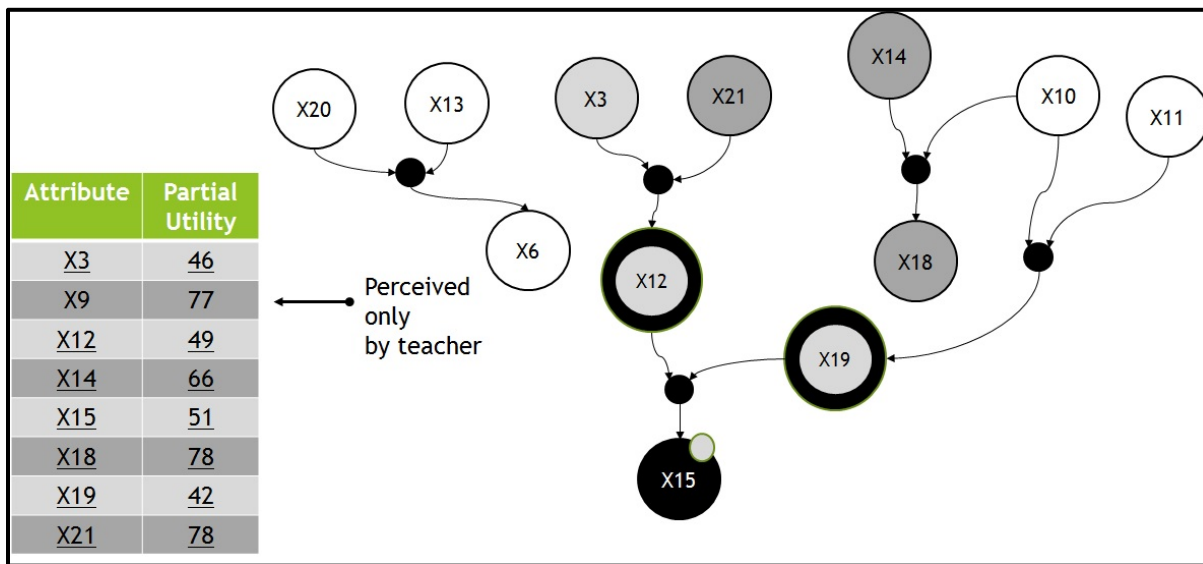 Attribute Partial
Utility
X3 46
X9 77
X12 49
X14 66
X15 51
X18 78
X19 42
X21 78
Perceived
only
by teacher
X20
X13
X6
X3
X21
X12
X14
X10
X11
X18
X19
X15